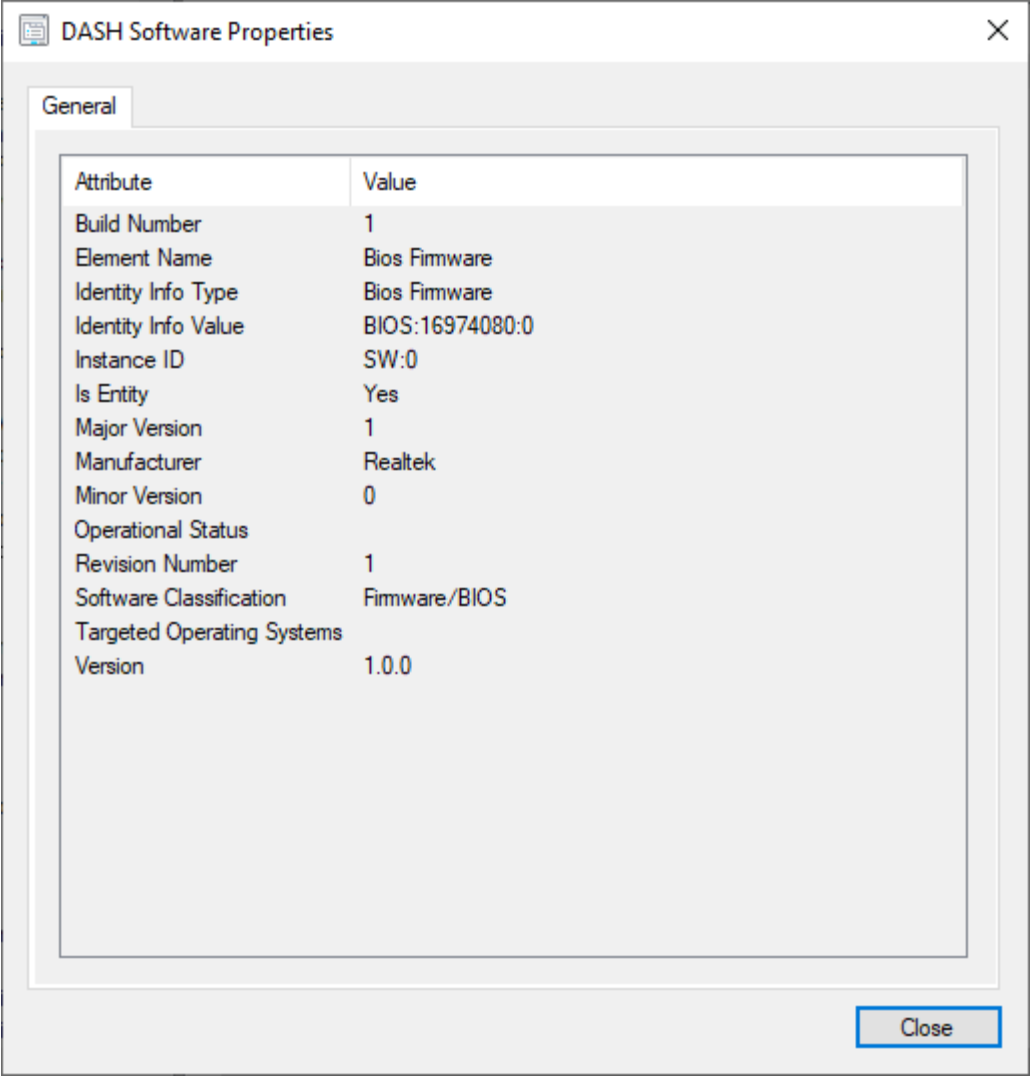 DASH Software Properties
General
Attribute Value
Build Number 1
Element Name Bios Firmware
Identity Info Type Bios Firmware
Identity Info Value BIOS:16974080:0
Instance ID SW:0
Is Entity Yes
Major Version 1
Manufacturer Realtek
Minor Version 0
Operational Status
Revision Number 1
Software Classification Firmware/BIOS
Targeted Operating Systems
Version 1.0.0
Close